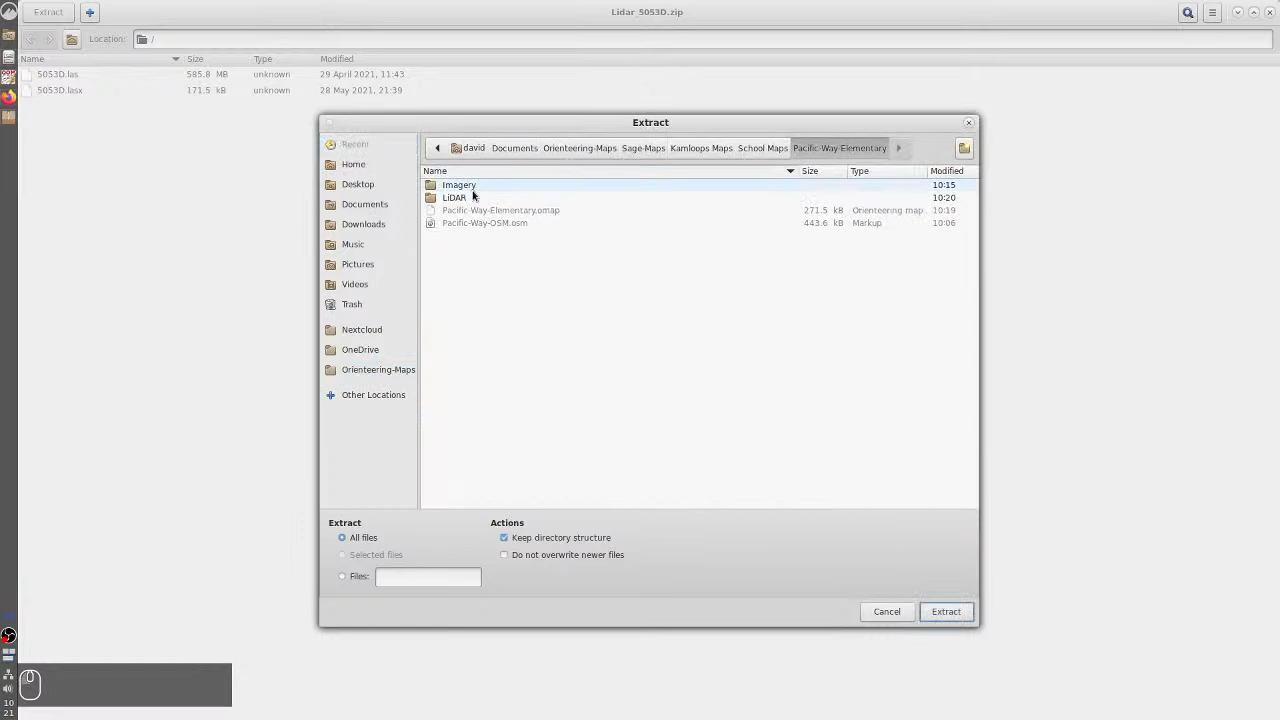 Extract
Lidar_5053D.zip
Location: /
Name Size Type Modified
5053D.las 585.8 MB unknown 29 April 2021, 11:43
5053D.lasx 171.5 kB unknown 28 May 2021, 21:39
Extract
david Documents Orienteering-Maps Sage-Maps Kamloops Maps School Maps Pacific-Way-Elementary
Recent
Home
Desktop
Documents
Downloads
Music
Pictures
Videos
Trash
Nextcloud
OneDrive
Orienteering-Maps
Other Locations
Name Size Type Modified
Imagery 10:15
LiDAR 10:20
Pacific-Way-Elementary.omap 271.5 kB Orienteering map 10:19
Pacific-Way-OSM.osm 443.6 kB Markup 10:06
Extract
All files
Selected files
Files:
Actions
Keep directory structure
Do not overwrite newer files
Cancel Extract
10
21